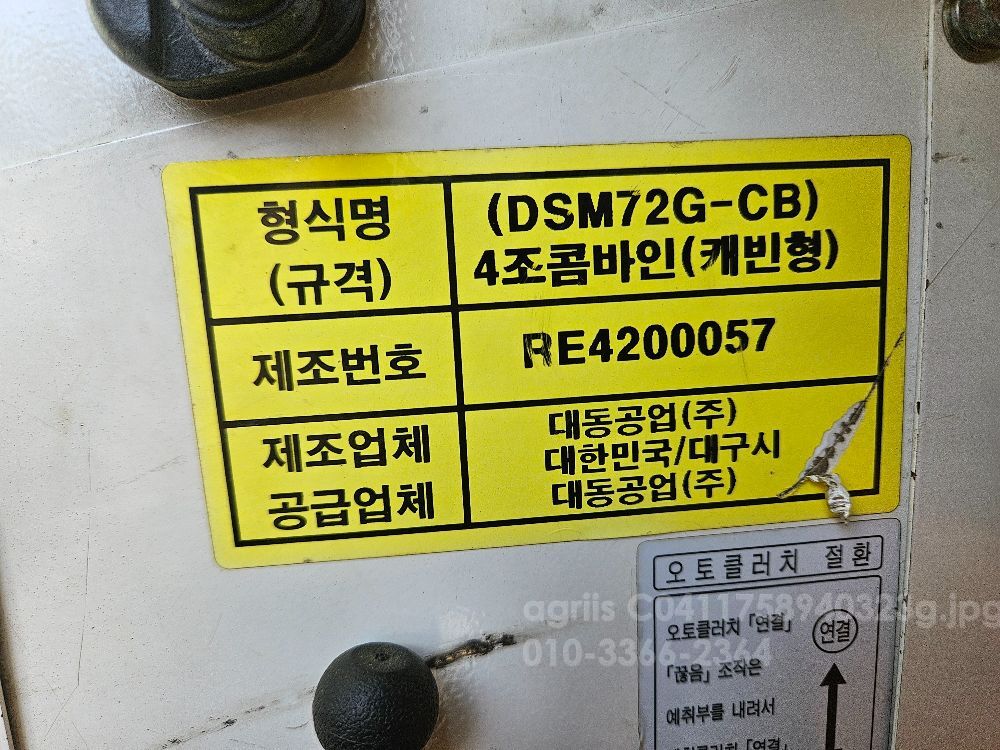 형식명
(규격)
(DSM72G-CB)
4조콤바인(캐빈형)
제조번호
RE4200057
제조업체
공급업체
대동공업(주)
대한민국/대구시
대동공업(주)
오토클러치 절환
오토클러치「연결」
「끊음」 조작은
예취부를 내려서
연결
agriis C0411758940323g.jpg
010-3366-2364